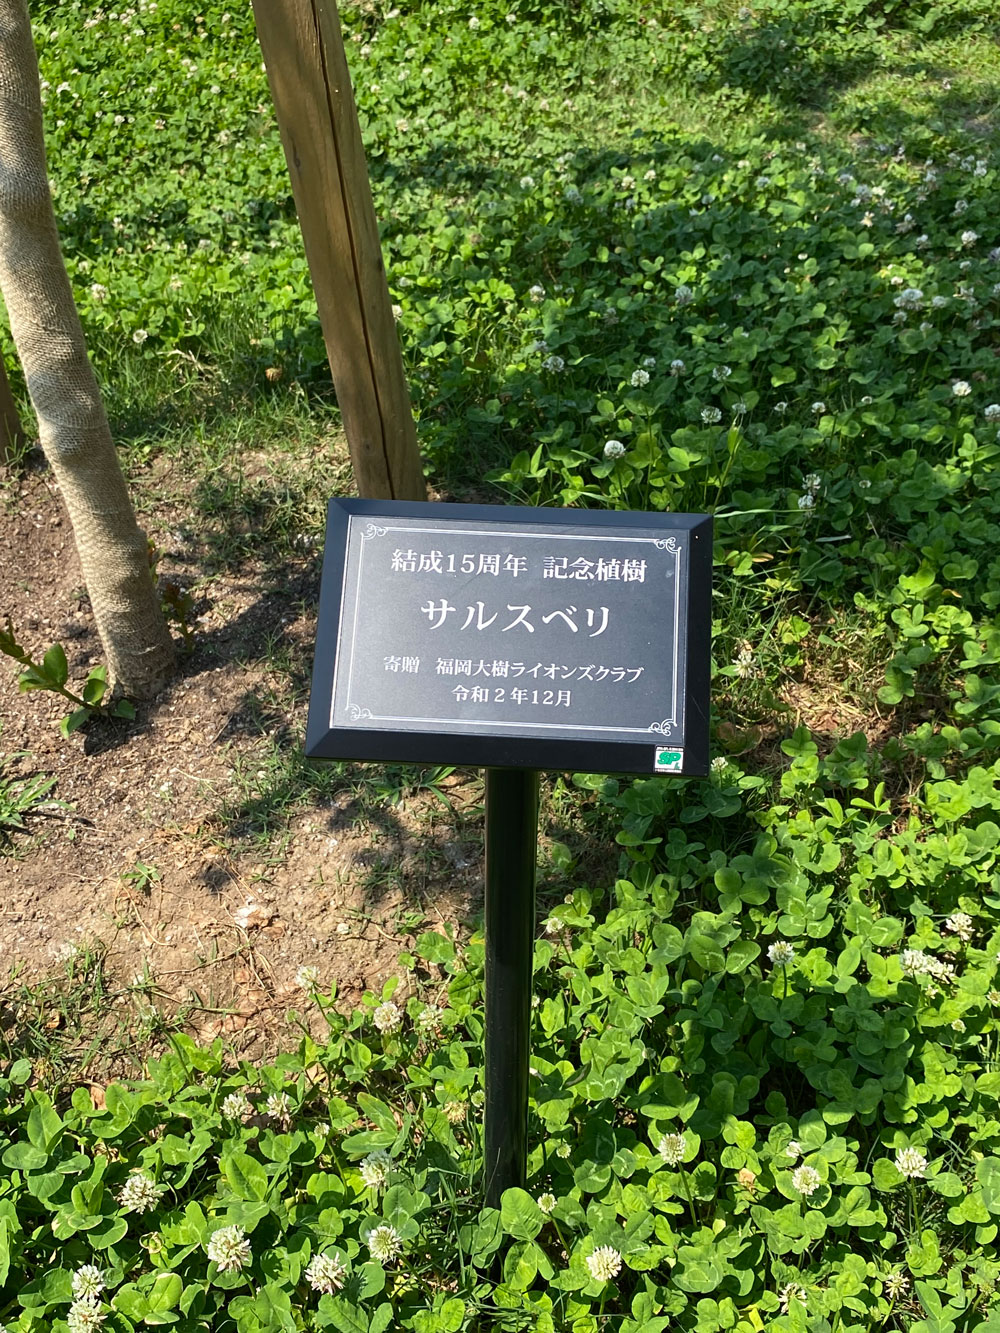 結成15周年 記念植樹
サルスベリ
寄贈 福岡大樹ライオンズクラブ
令和2年12月
SP